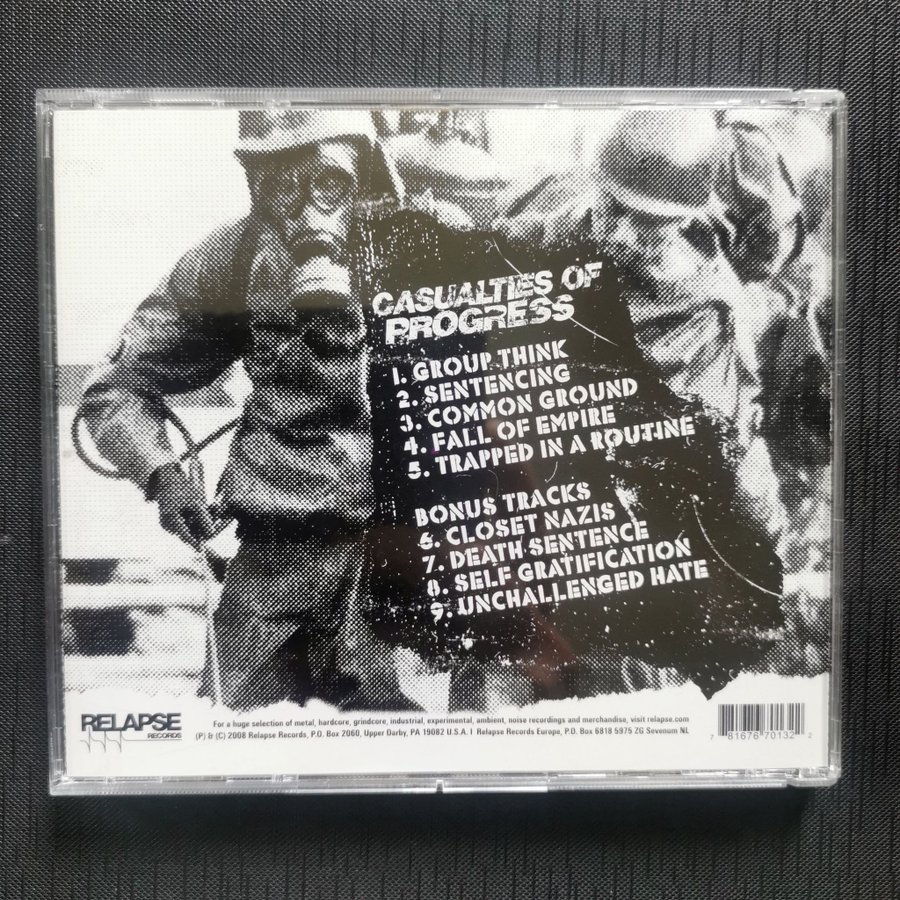 CASUALTIES OF
PROGRESS
1. GROUP THINK
2. SENTENCING
3. COMMON GROUND
4. FALL OF EMPIRE
5. TRAPPED IN A ROUTINE
BONUS TRACKS
6. CLOSET NAZIS
7. DEATH SENTENCE
8. SELF GRATIFICATION
9. UNCHALLENGED HATE
RELAPSE
RECORDS
For a huge selection of metal, hardcore, grindcore, industrial, experimental, ambient, noise recordings and merchandise, visit relapse.com
(P) & (C) 2008 Relapse Records, P.O. Box 2060, Upper Darby, PA 19082 U.S.A. I Relapse Records Europe, P.O. Box 6818 5975 ZG Sevenum NL
7 81676 70132 2